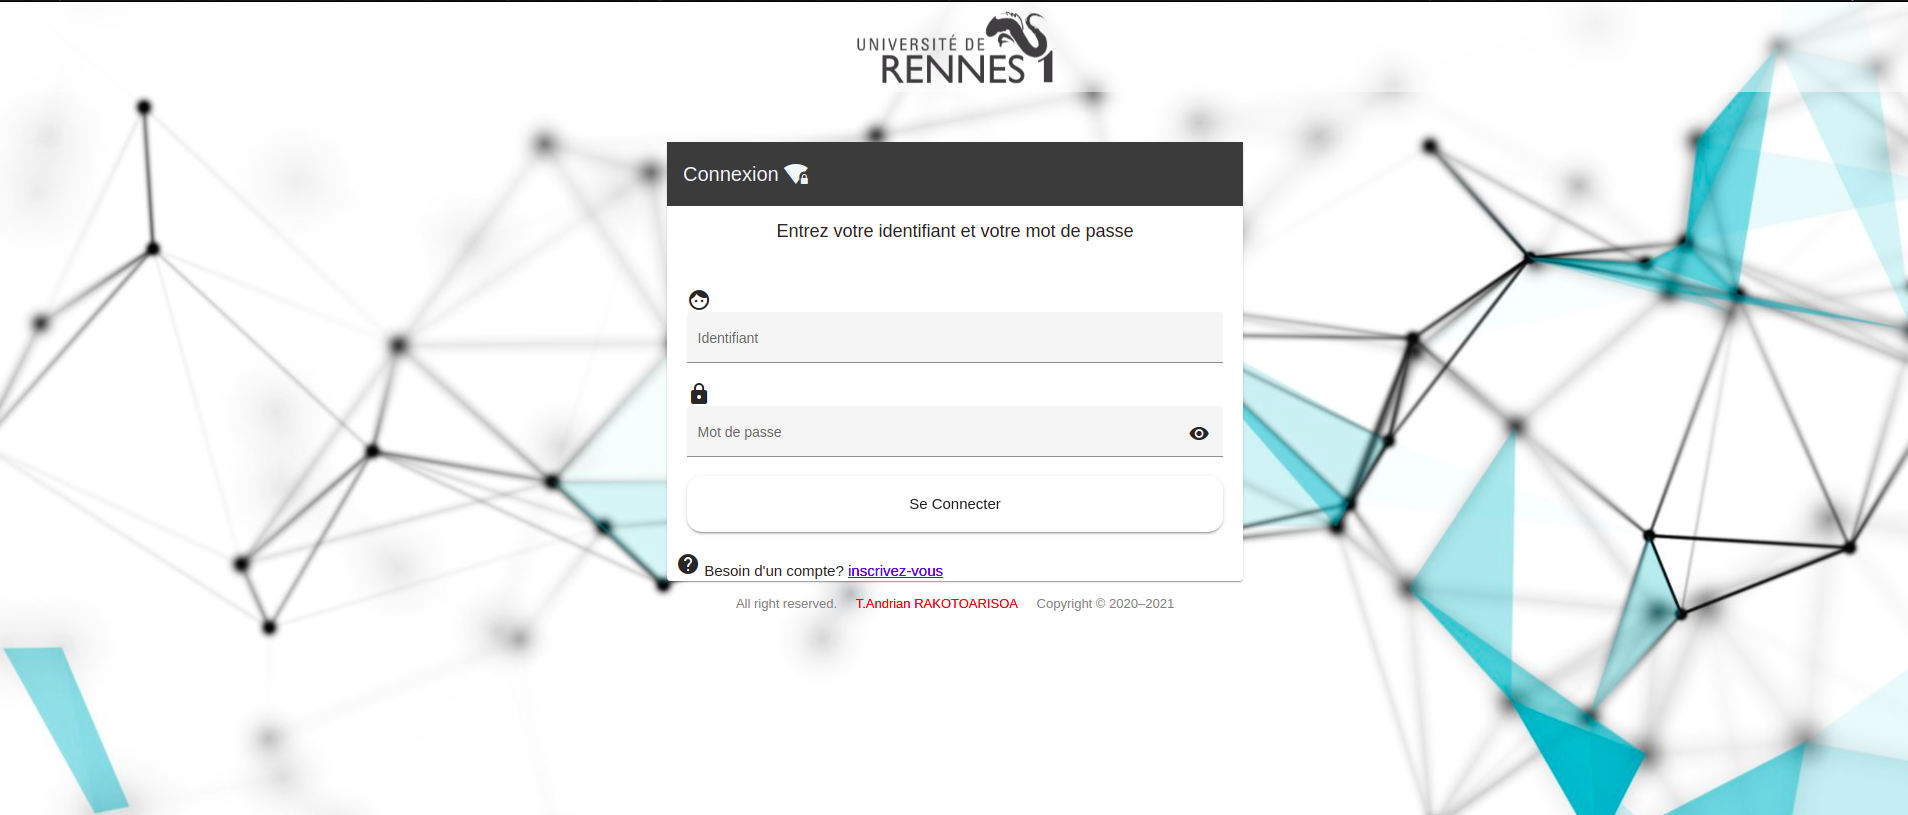 UNIVERSITÉ DE
RENNES 1
Connexion
Entrez votre identifiant et votre mot de passe
Identifiant
Mot de passe
Se Connecter
Besoin d'un compte? inscrivez-vous
All right reserved. T.Andrian RAKOTOARISOA Copyright © 2020–2021